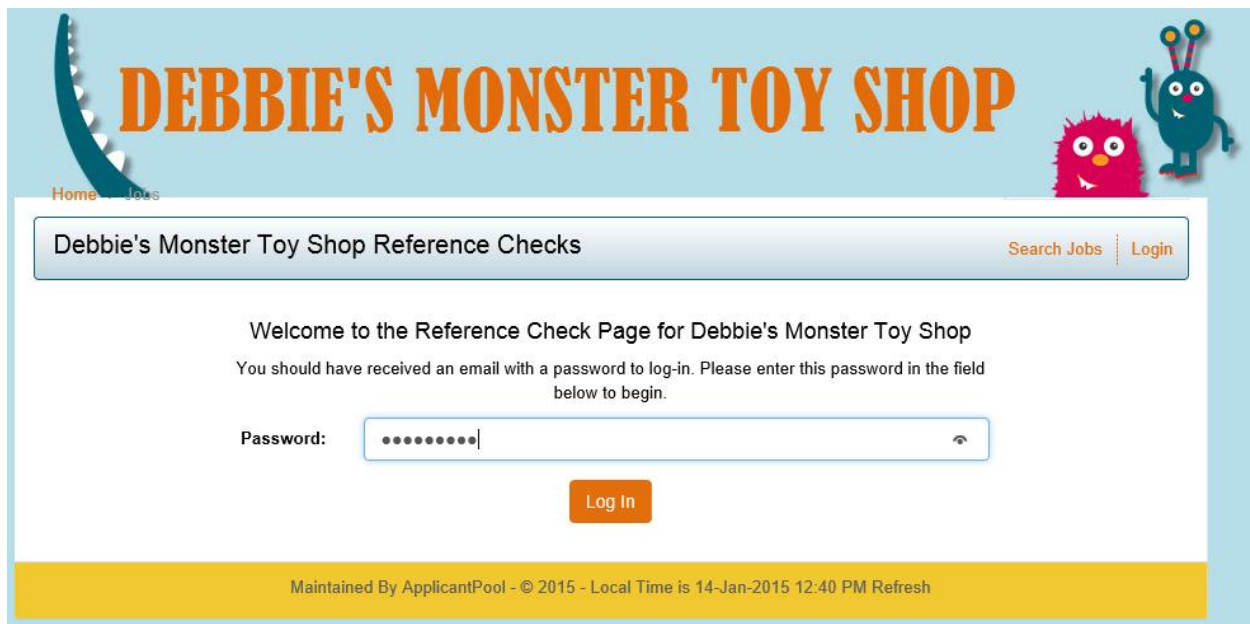 DEBBIE'S MONSTER TOY SHOP
Home Jobs
Debbie's Monster Toy Shop Reference Checks
Search Jobs Login
Welcome to the Reference Check Page for Debbie's Monster Toy Shop
You should have received an email with a password to log-in. Please enter this password in the field
below to begin.
Password: •••••••••
Log In
Maintained By ApplicantPool - © 2015 - Local Time is 14-Jan-2015 12:40 PM Refresh